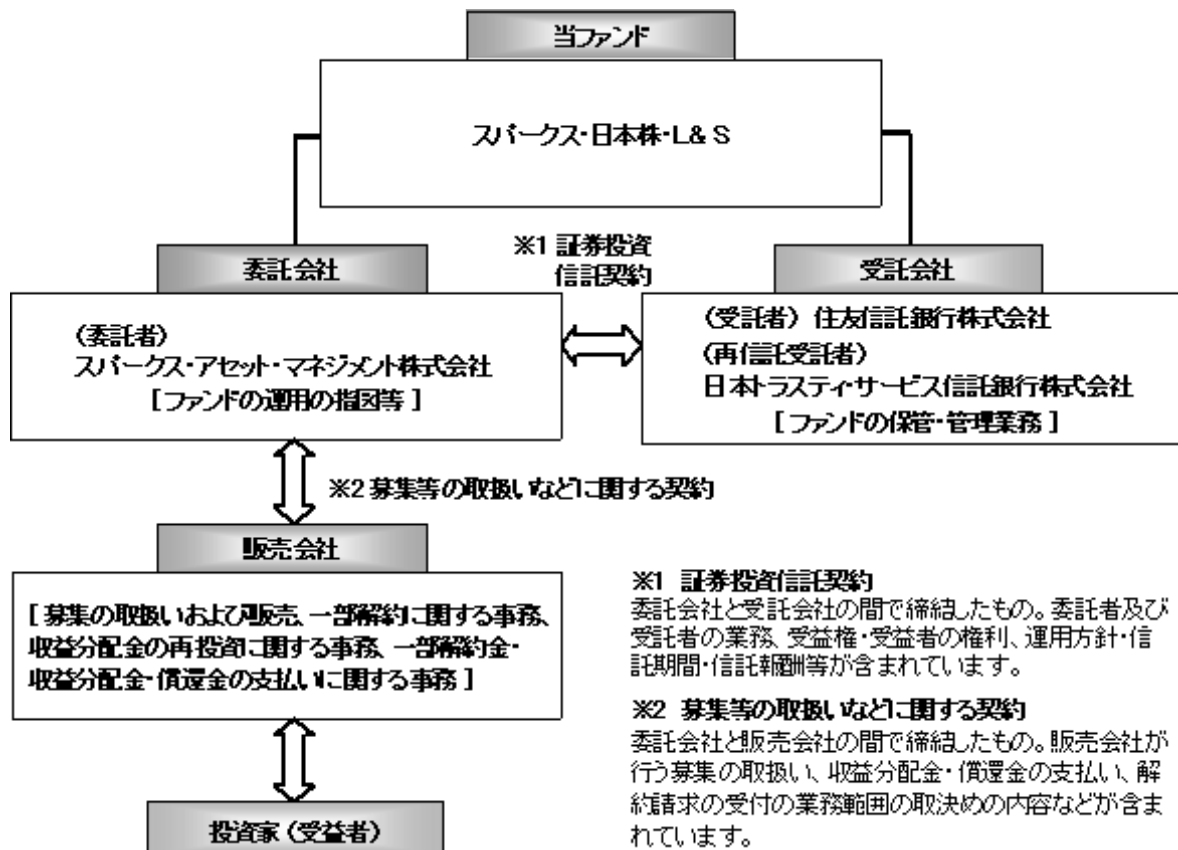 当ファンド
スパークス・日本株・L& S
※1 証券投資
信託契約
委託会社
受託会社
(委託者)
スパークス・アセット・マネジメント株式会社
[ファンドの運用の指図等 ]
(受託者) 住友信託銀行株式会社
(再信託受託者)
日本トラスティ・サービス信託銀行株式会社
[ ファンドの保管・管理業務 ]
※2 募集等の取扱いなどに関する契約
販売会社
[ 募集の取扱いおよび販売、一部解約に関する事務、
収益分配金の再投資に関する事務、一部解約金・
収益分配金・償還金の支払いに関する事務 ]
投資家 (受益者)
※1 証券投資信託契約
委託会社と受託会社の間で締結したもの。委託者及び
受託者の業務、受益権・受益者の権利、運用方針・信
託期間・信託報酬等が含まれています。
※2 募集等の取扱いなどに関する契約
委託会社と販売会社の間で締結したもの。販売会社が
行う募集の取扱い、収益分配金・償還金の支払い、解
約請求の受付の業務範囲の取決めの内容などが含ま
れています。